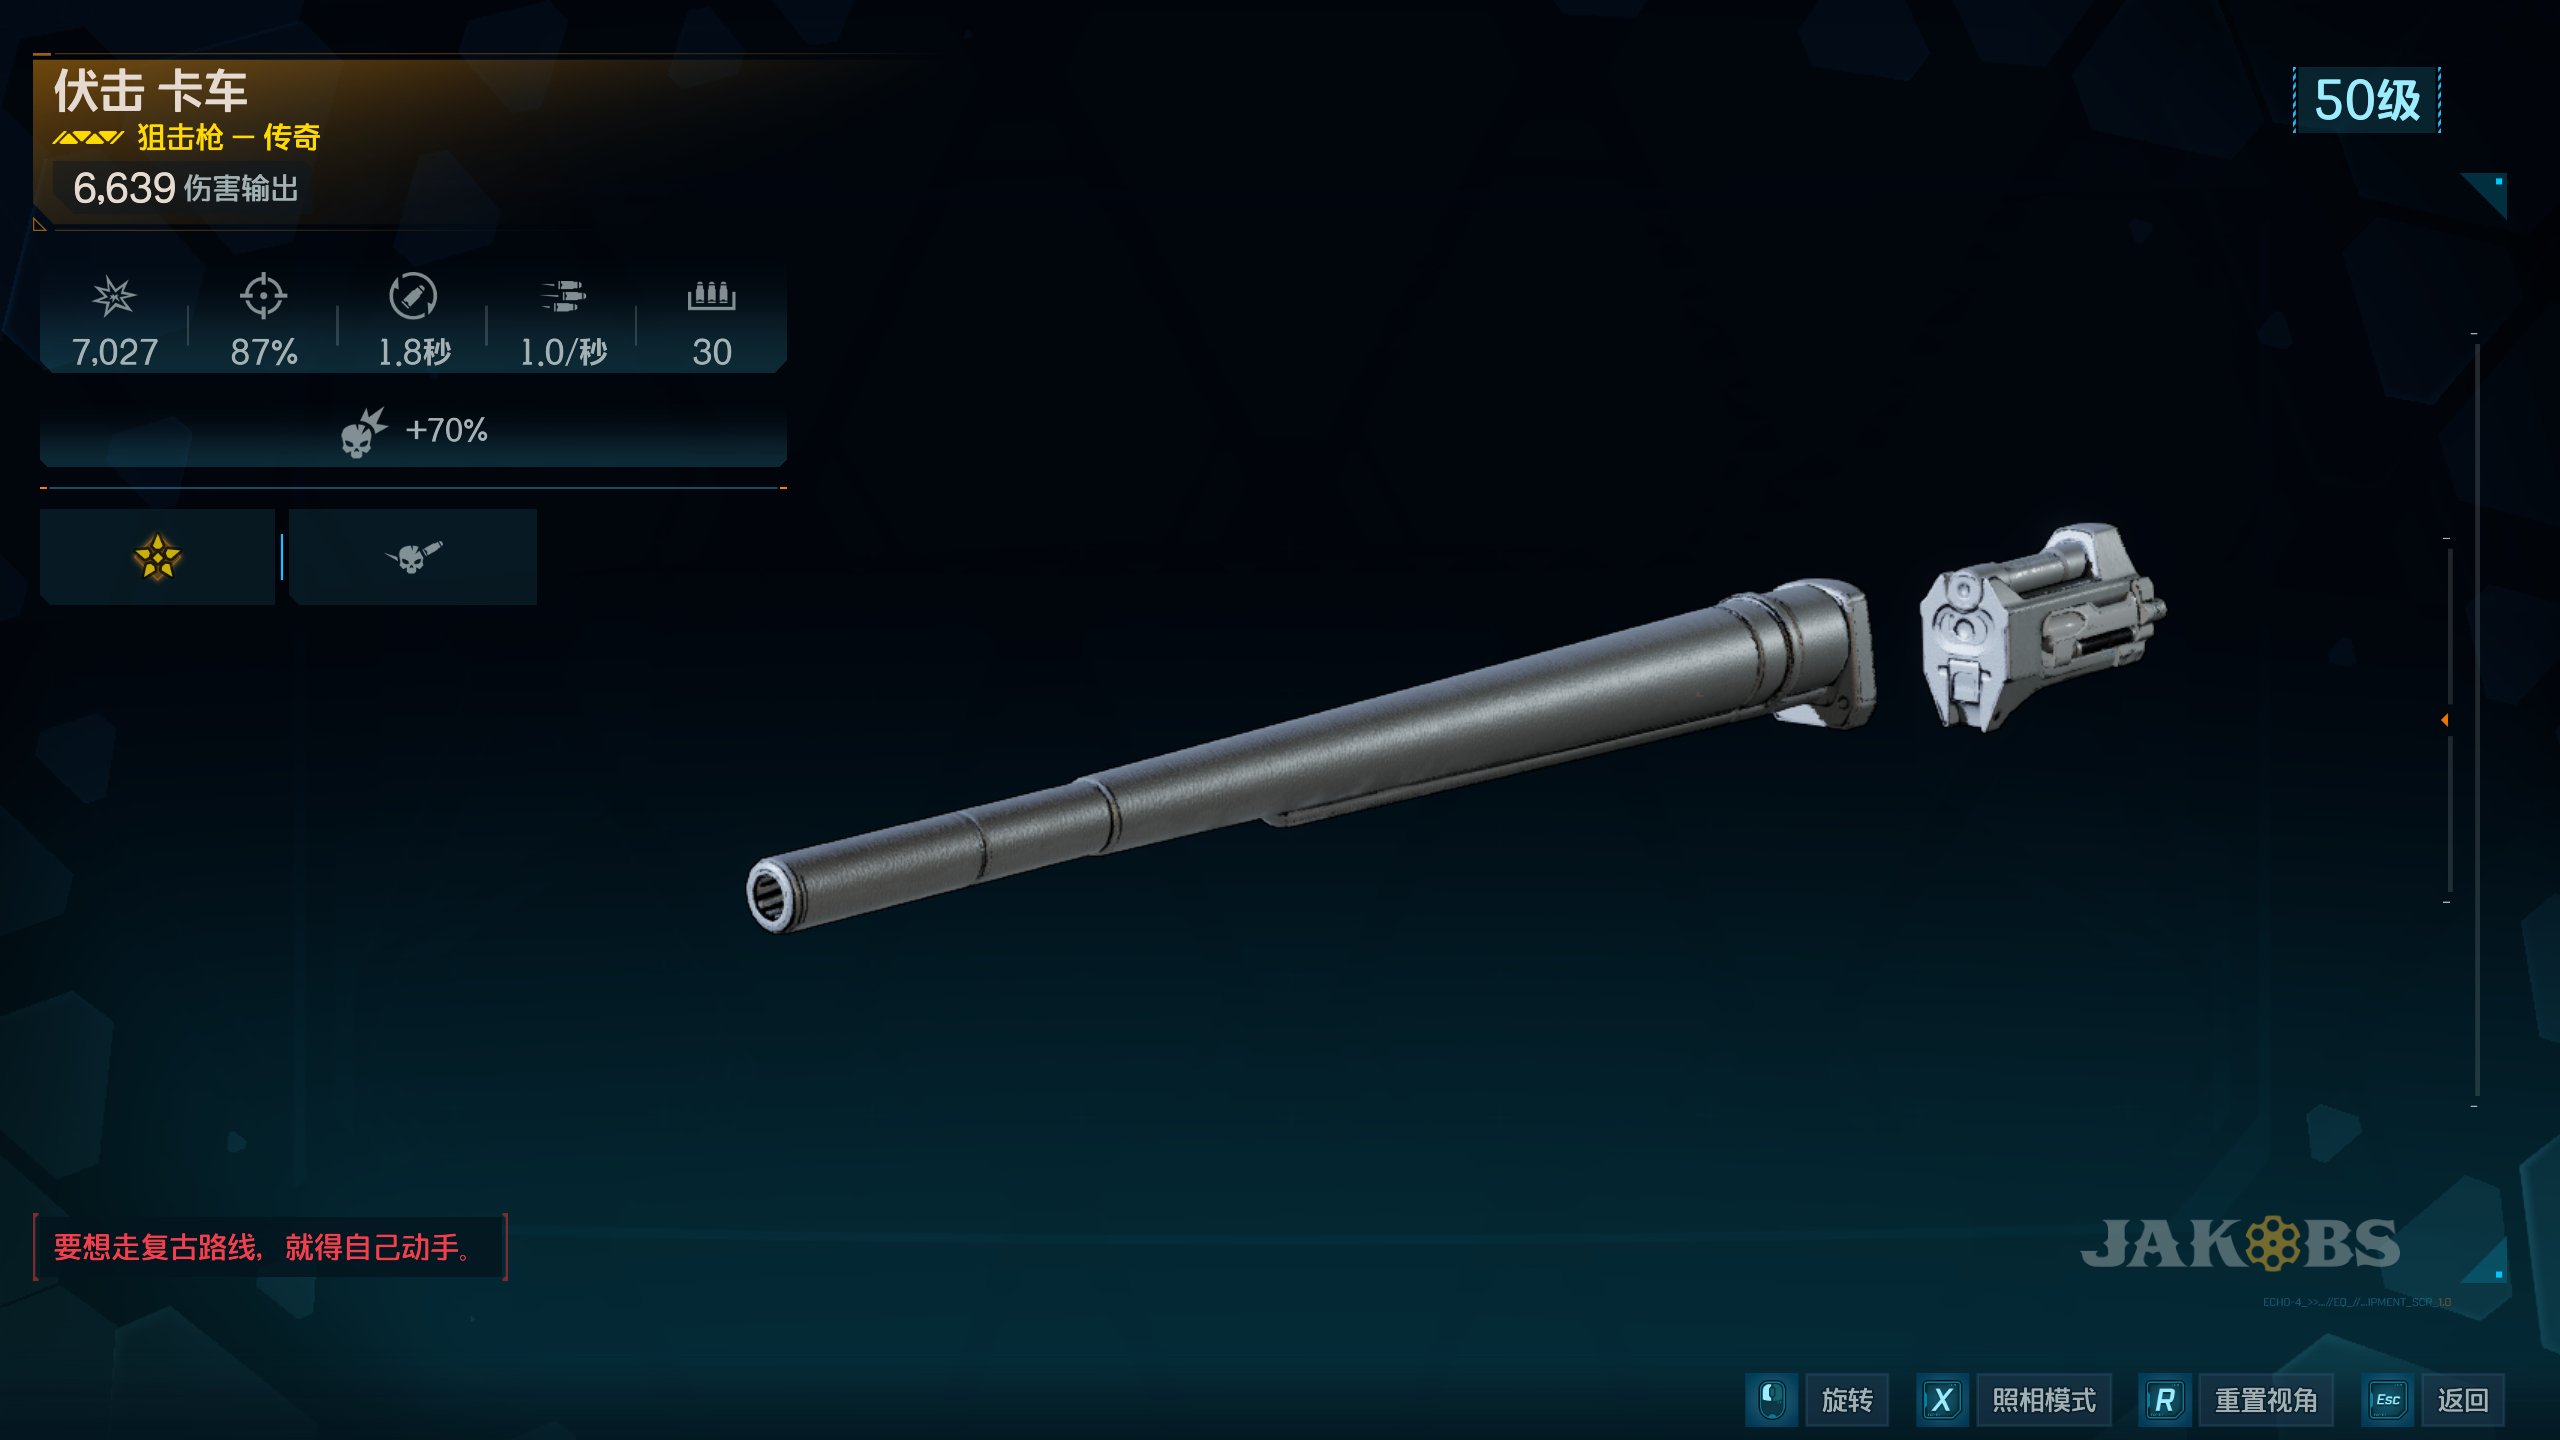 伏击 卡车
狙击枪 — 传奇
6,639 伤害输出
50级
7,027
87%
1.8秒
1.0/秒
30
+70%
要想走复古路线，就得自己动手。
JAKOBS
ECHO-4_>>...//EQ_//...IPMENT_SCR_1.0
旋转
X 照相模式
R 重置视角
Esc 返回